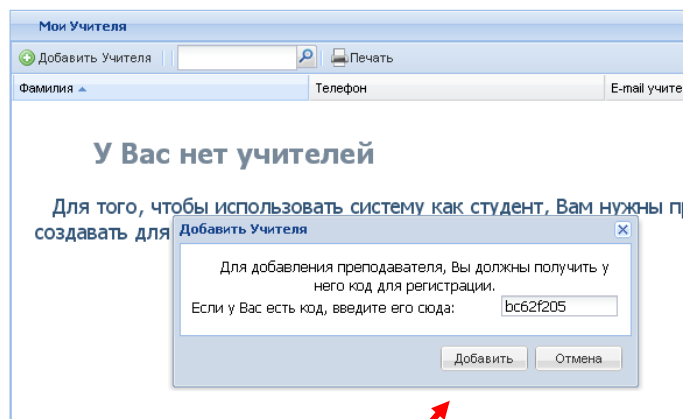 Мои Учителя
Добавить Учителя
Печать
Фамилия
Телефон
E-mail учите
У Вас нет учителей
Для того, чтобы использовать систему как студент, Вам нужны
создавать для
Добавить Учителя
Для добавления преподавателя, Вы должны получить у
него код для регистрации.
Если у Вас есть код, введите его сюда:
bc62f205
Добавить
Отмена